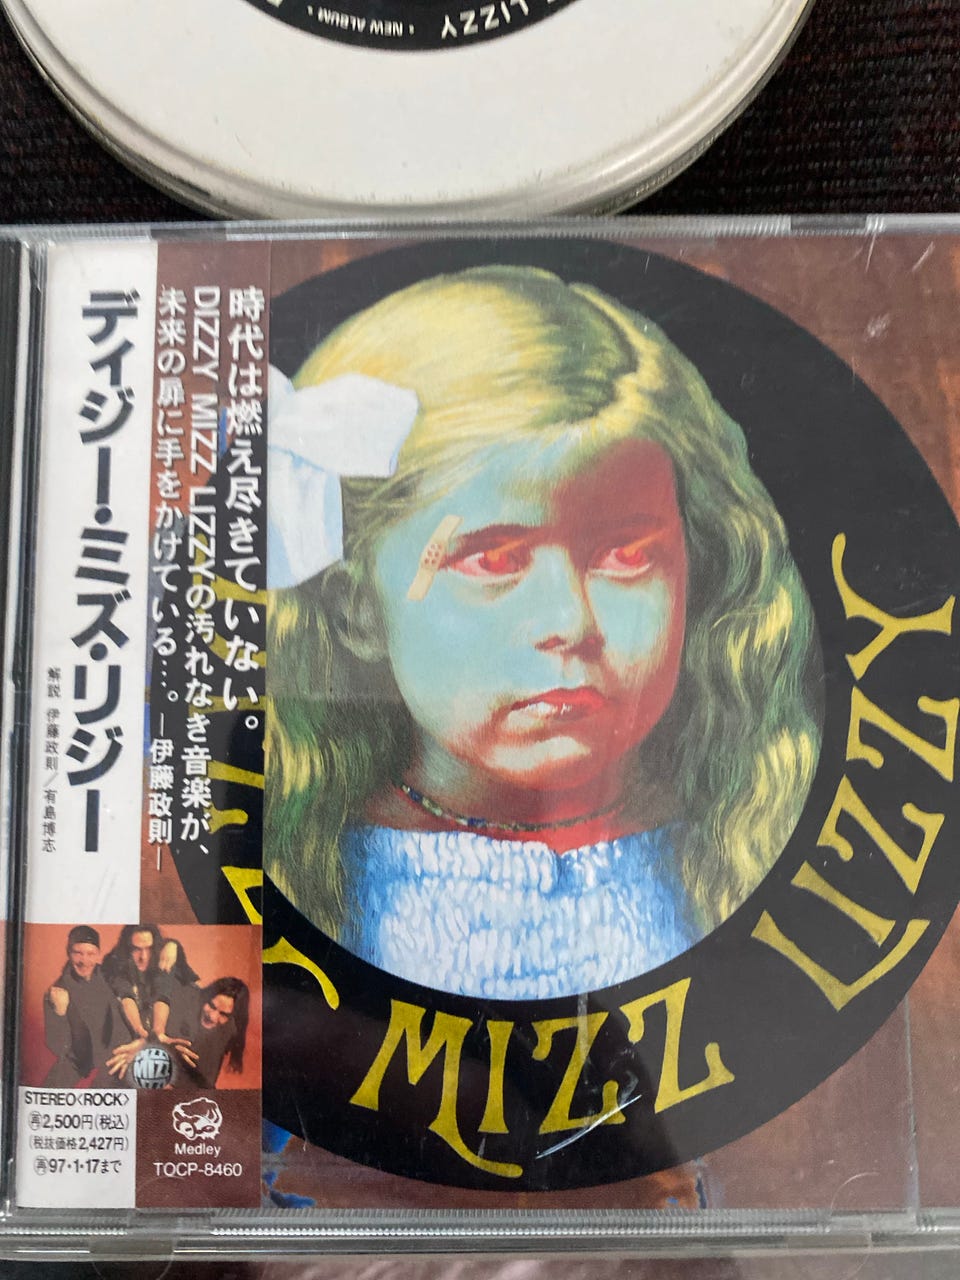 LIZZY • NEW ALBUM •
ディジー・ミズ・リジー
解説 伊藤政則／有島博志
時代は燃え尽きていない。
DIZZY MIZZ LIZZYの汚れなき音楽が、
未来の扉に手をかけている…。
―伊藤政則―
MIZZ LIZZY
MIZZ
STEREO<ROCK>
再2,500円(税込)
(税抜価格2,427円)
再97・1・17まで
Medley
TOCP-8460